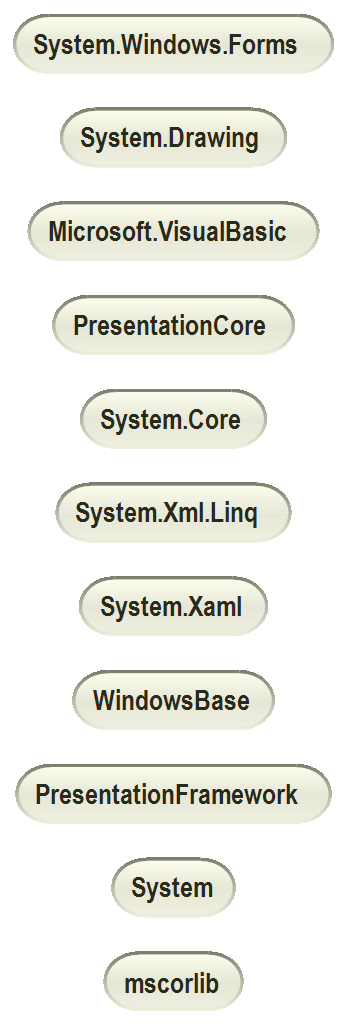 System.Windows.Forms
System.Drawing
Microsoft.VisualBasic
PresentationCore
System.Core
System.Xml.Linq
System.Xaml
WindowsBase
PresentationFramework
System
mscorlib